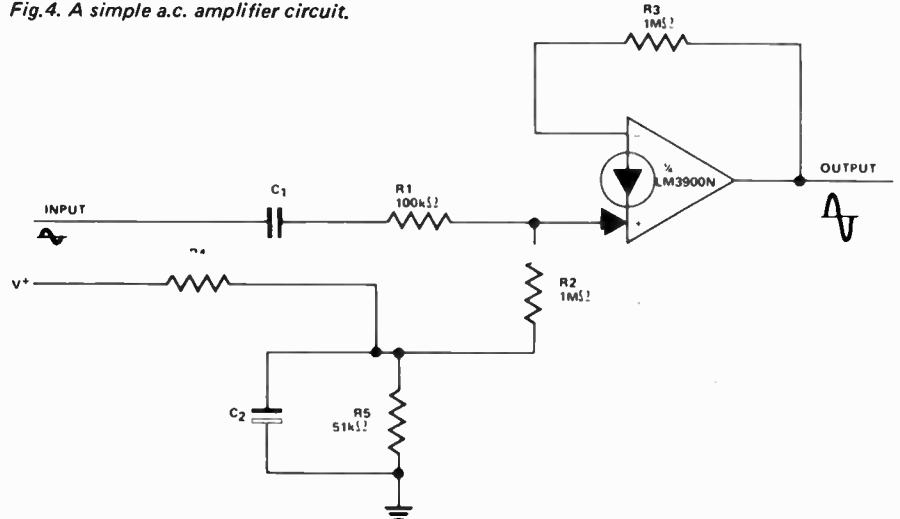 Fig.4. A simple a.c. amplifier circuit.
R3
1MΩ
-
¼
LM3900N
OUTPUT
C1
R1
100kΩ
INPUT
+
V+
R2
1MΩ
C2
R5
51kΩ